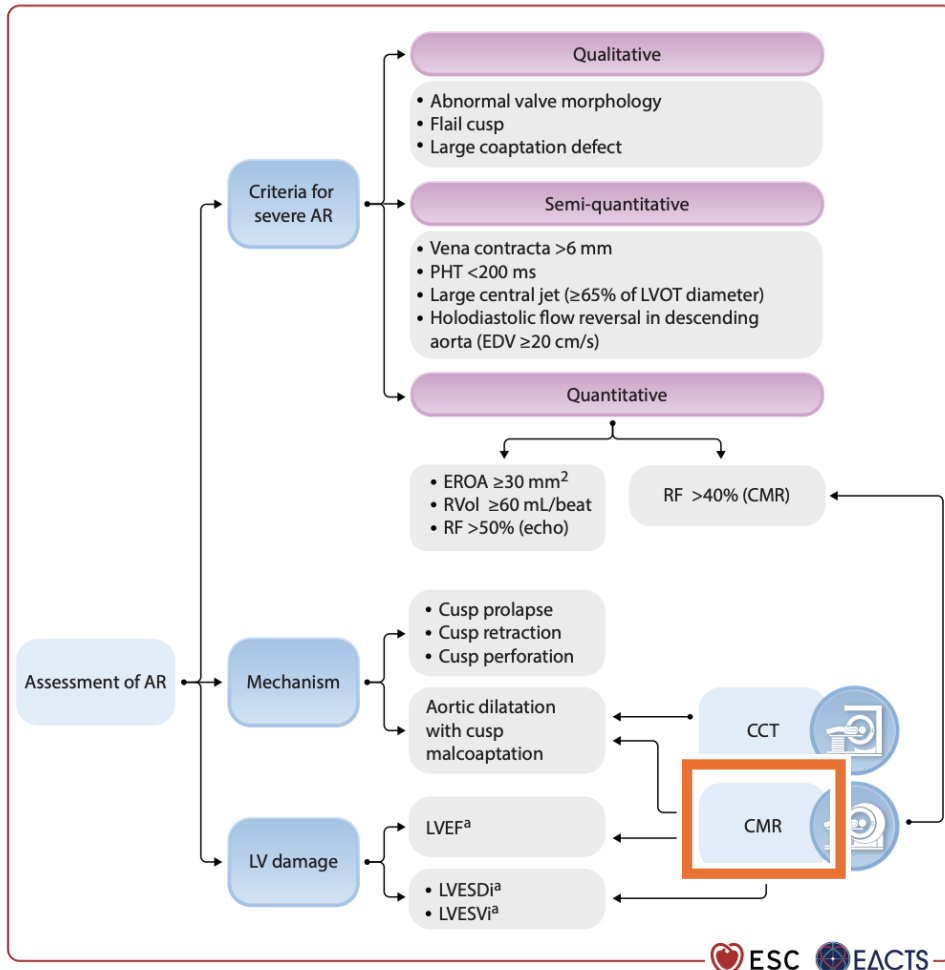 Qualitative
• Abnormal valve morphology
• Flail cusp
• Large coaptation defect
Criteria for
severe AR
Semi-quantitative
• Vena contracta >6 mm
• PHT <200 ms
• Large central jet (≥65% of LVOT diameter)
• Holodiastolic flow reversal in descending
aorta (EDV ≥20 cm/s)
Quantitative
• EROA ≥30 mm²
• RVol ≥60 mL/beat
• RF >50% (echo)
RF >40% (CMR)
Assessment of AR
Mechanism
• Cusp prolapse
• Cusp retraction
• Cusp perforation
Aortic dilatation
with cusp
malcoaptation
CCT
CMR
LV damage
LVEFᵃ
• LVESDiᵃ
• LVESViᵃ
ESC
EACTS